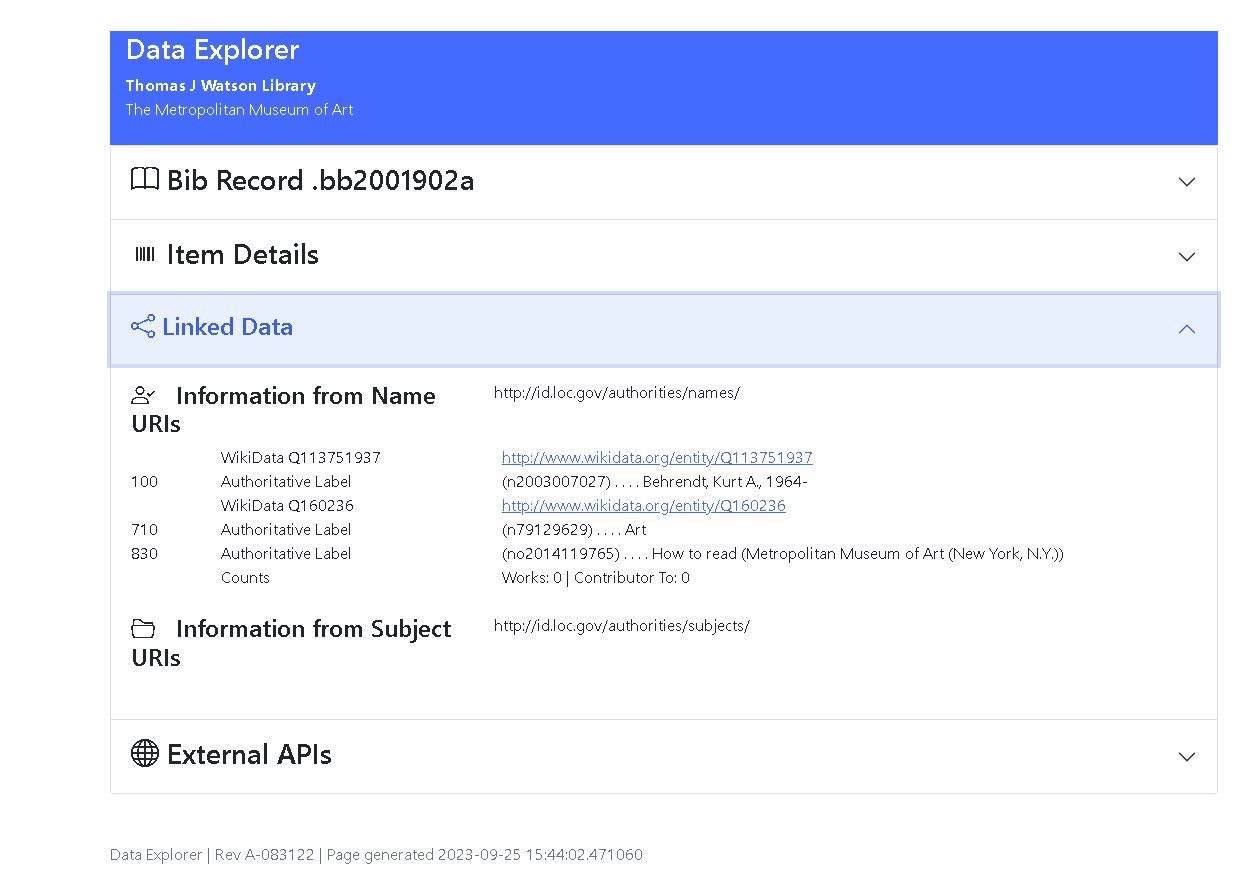 Data Explorer
Thomas J Watson Library
The Metropolitan Museum of Art
Bib Record .bb2001902a
Item Details
Linked Data
Information from Name URIs http://id.loc.gov/authorities/names/
WikiData Q113751937 http://www.wikidata.org/entity/Q113751937
100 Authoritative Label (n2003007027) . . . . Behrendt, Kurt A., 1964-
WikiData Q160236 http://www.wikidata.org/entity/Q160236
710 Authoritative Label (n79129629) . . . . Art
830 Authoritative Label (no2014119765) . . . . How to read (Metropolitan Museum of Art (New York, N.Y.))
Counts Works: 0 | Contributor To: 0
Information from Subject URIs http://id.loc.gov/authorities/subjects/
External APIs
Data Explorer | Rev A-083122 | Page generated 2023-09-25 15:44:02.471060